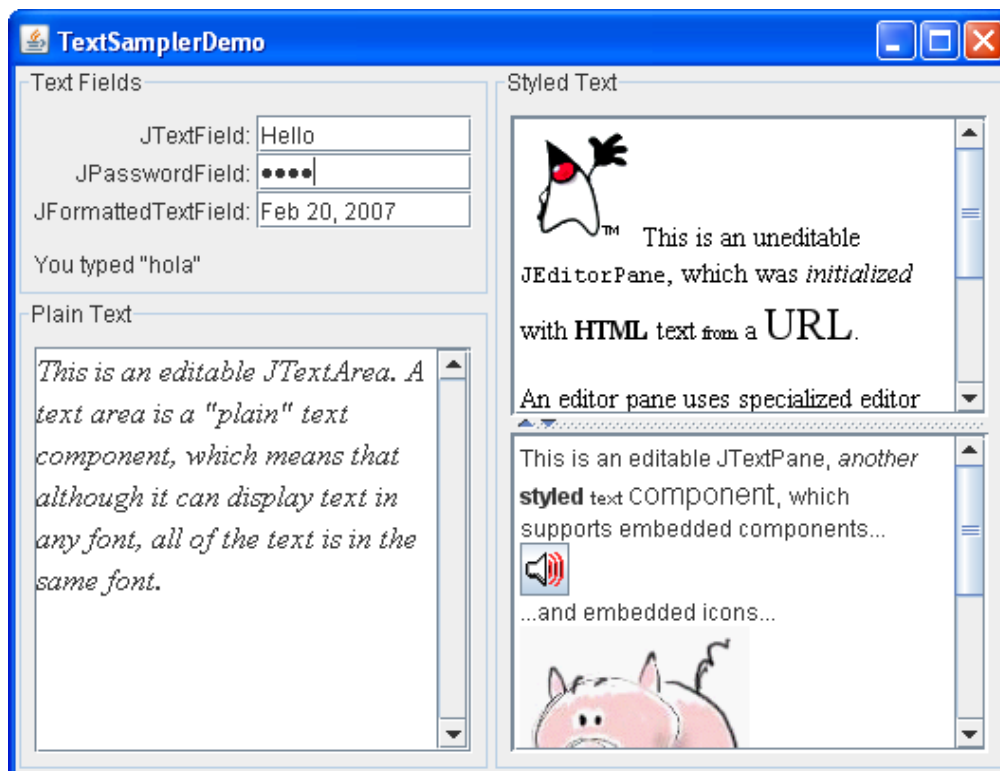 TextSamplerDemo
Text Fields
JTextField: Hello
JPasswordField: ●●●●
JFormattedTextField: Feb 20, 2007
You typed "hola"
Plain Text
This is an editable JTextArea. A
text area is a "plain" text
component, which means that
although it can display text in
any font, all of the text is in the
same font.
Styled Text
TM This is an uneditable
JEditorPane, which was initialized
with HTML text from a URL.
An editor pane uses specialized editor
This is an editable JTextPane, another
styled text component, which
supports embedded components...
...and embedded icons...